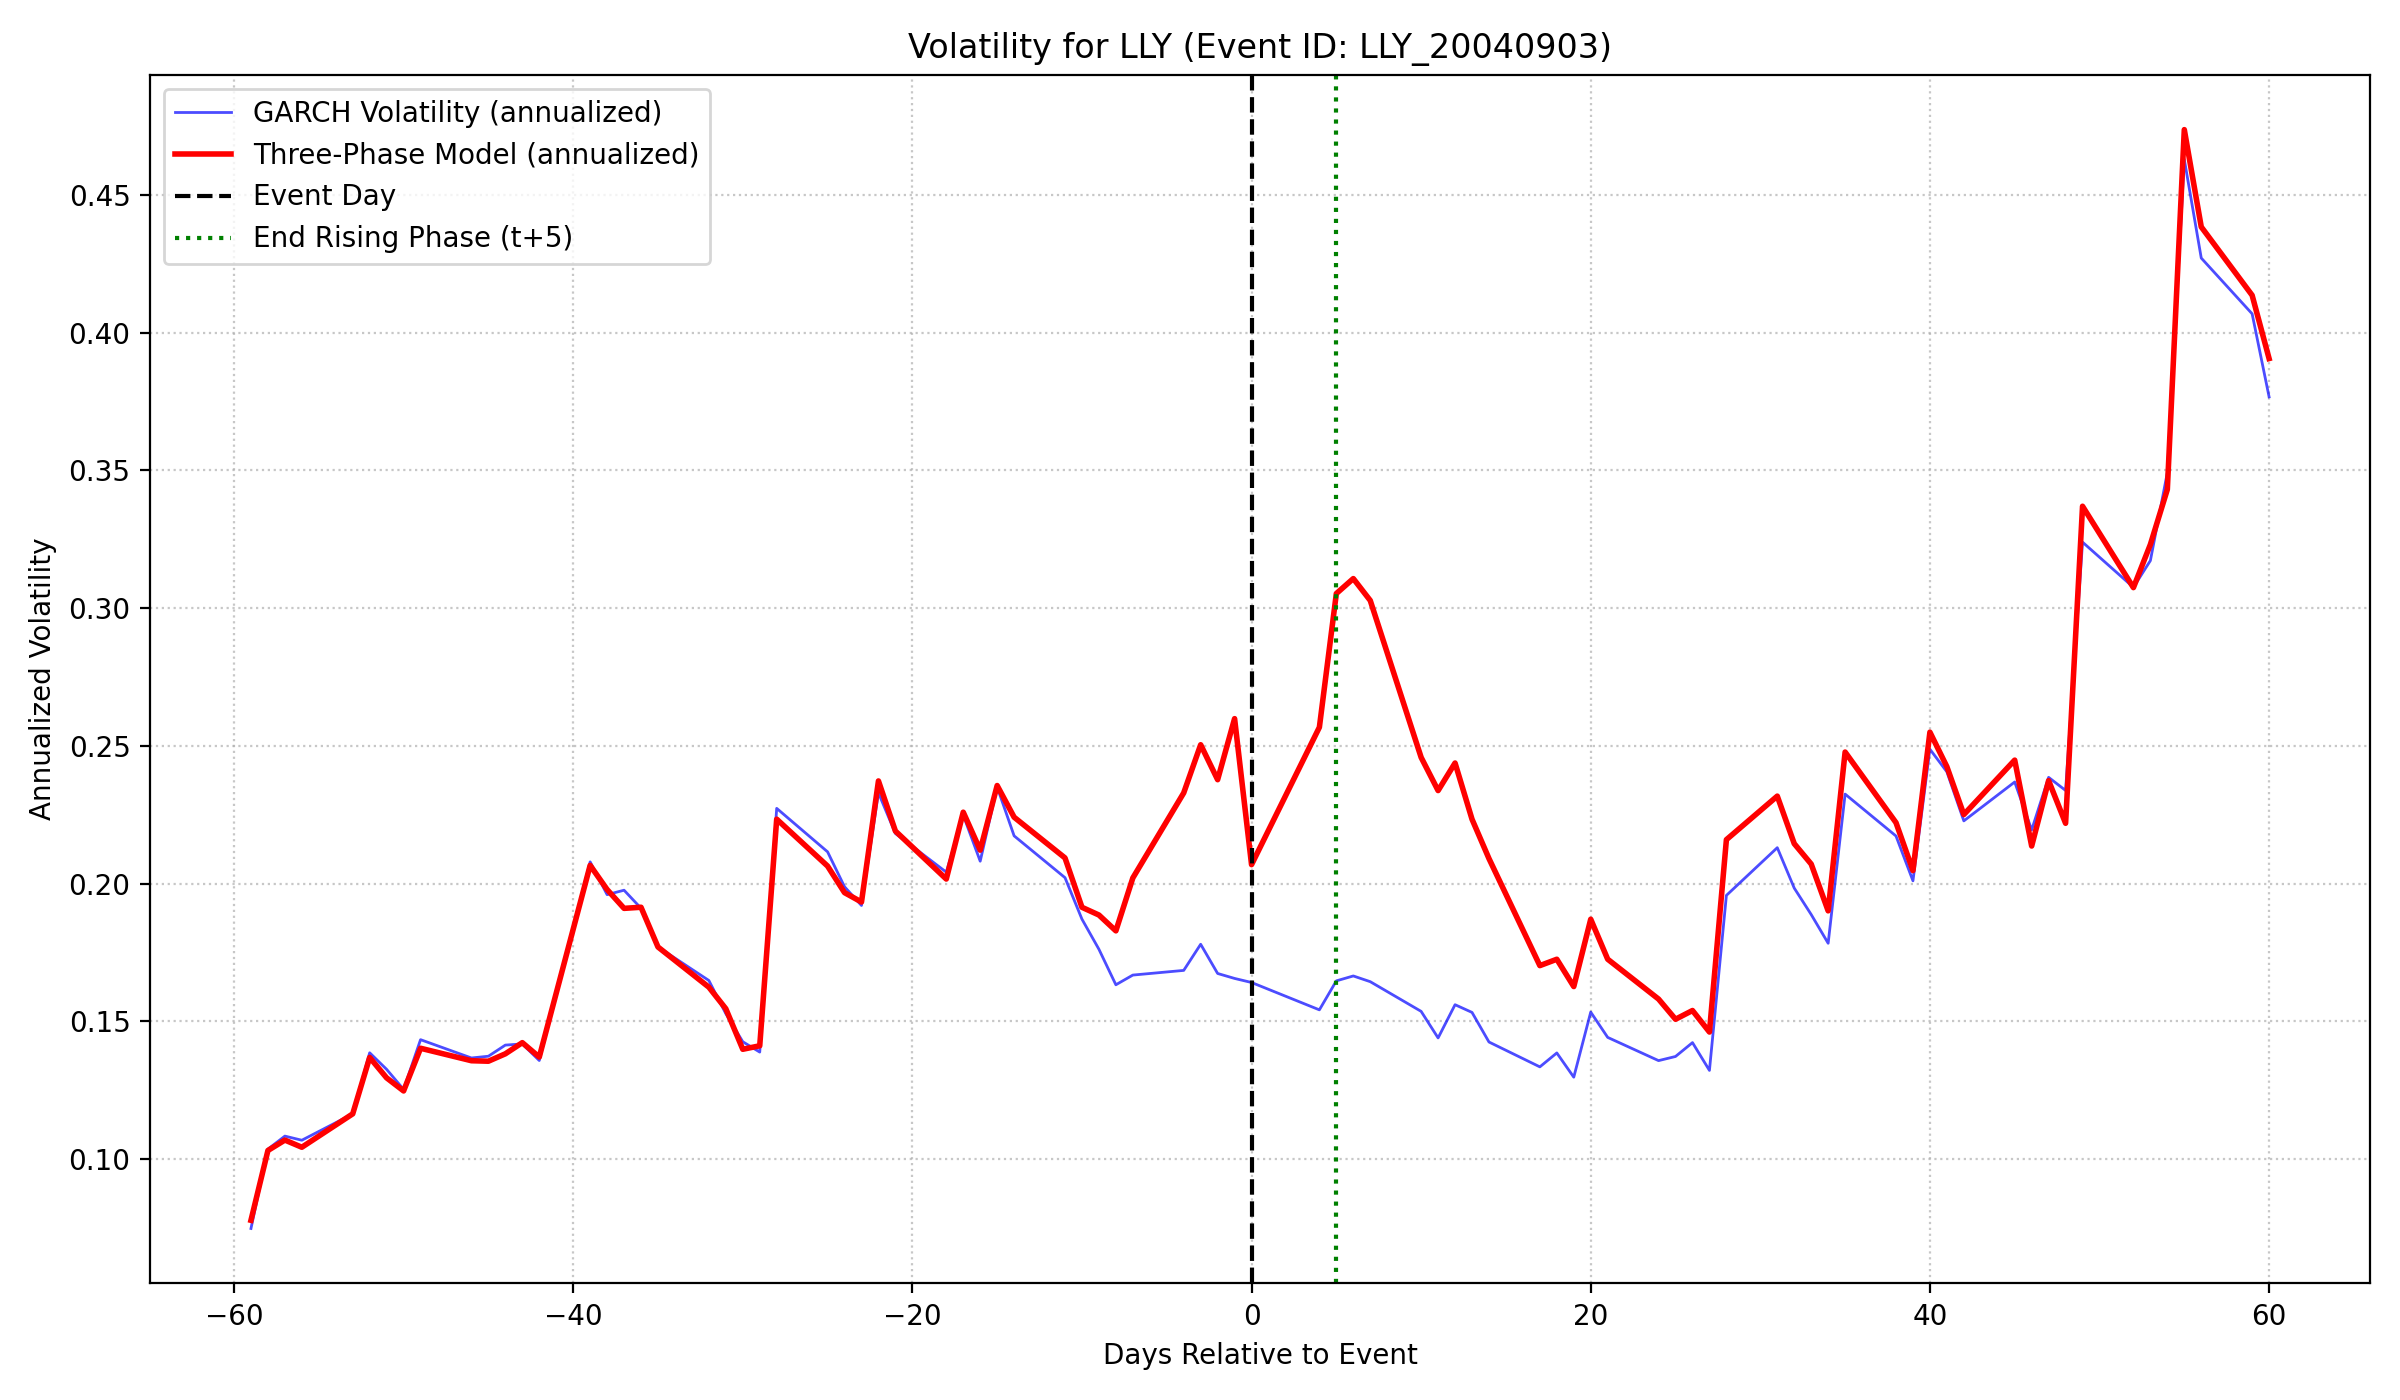 Volatility for LLY (Event ID: LLY_20040903)
GARCH Volatility (annualized)
Three-Phase Model (annualized)
Event Day
End Rising Phase (t+5)
Annualized Volatility
0.45
0.40
0.35
0.30
0.25
0.20
0.15
0.10
−60 −40 −20 0 20 40 60
Days Relative to Event